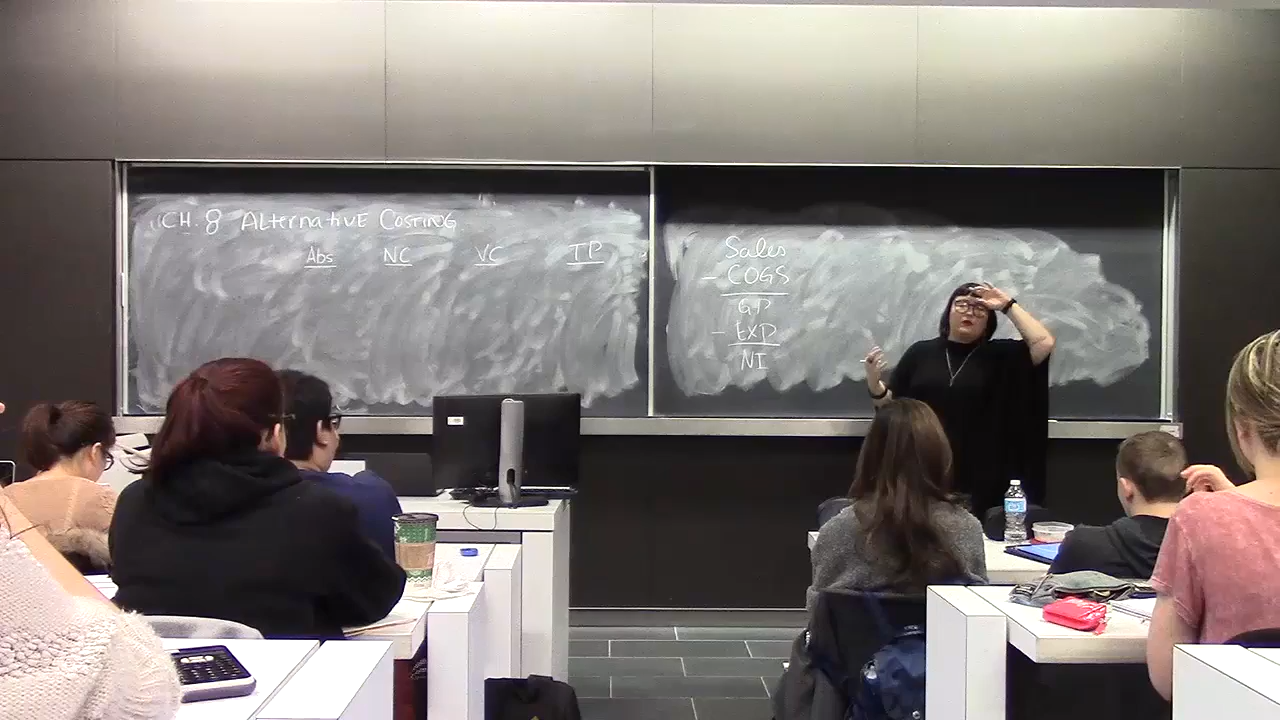 CH. 8 Alternative Costing
Abs NC VC TP
Sales
- COGS
GP
- EXP
NI